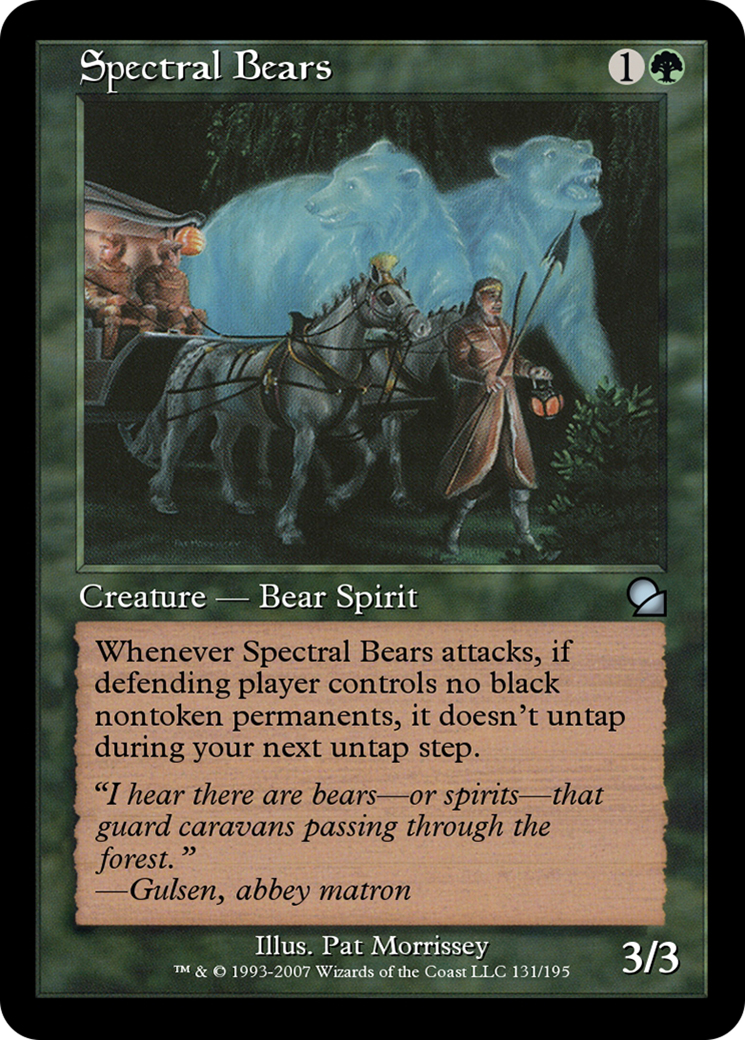 Spectral Bears
1
Creature — Bear Spirit
Whenever Spectral Bears attacks, if
defending player controls no black
nontoken permanents, it doesn't untap
during your next untap step.
"I hear there are bears—or spirits—that
guard caravans passing through the
forest."
—Gulsen, abbey matron
Illus. Pat Morrissey
™ & © 1993-2007 Wizards of the Coast LLC 131/195
3/3